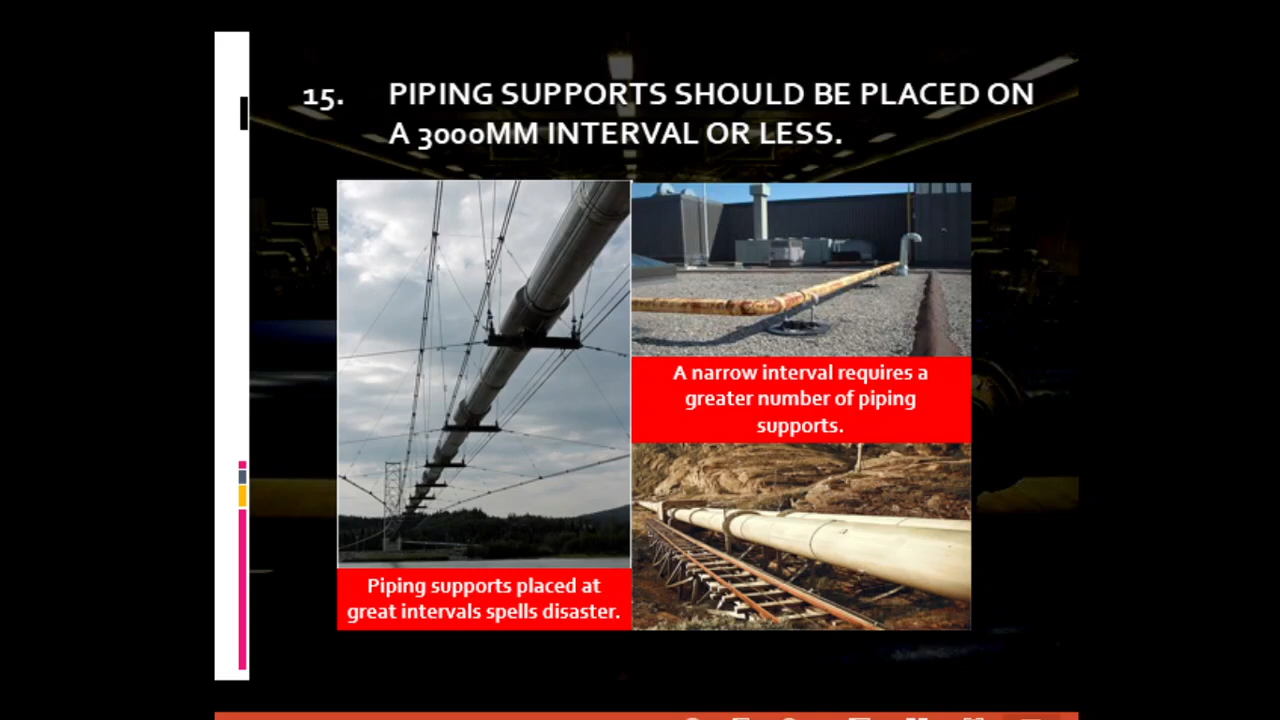 15. PIPING SUPPORTS SHOULD BE PLACED ON
A 3000MM INTERVAL OR LESS.
A narrow interval requires a
greater number of piping
supports.
Piping supports placed at
great intervals spells disaster.